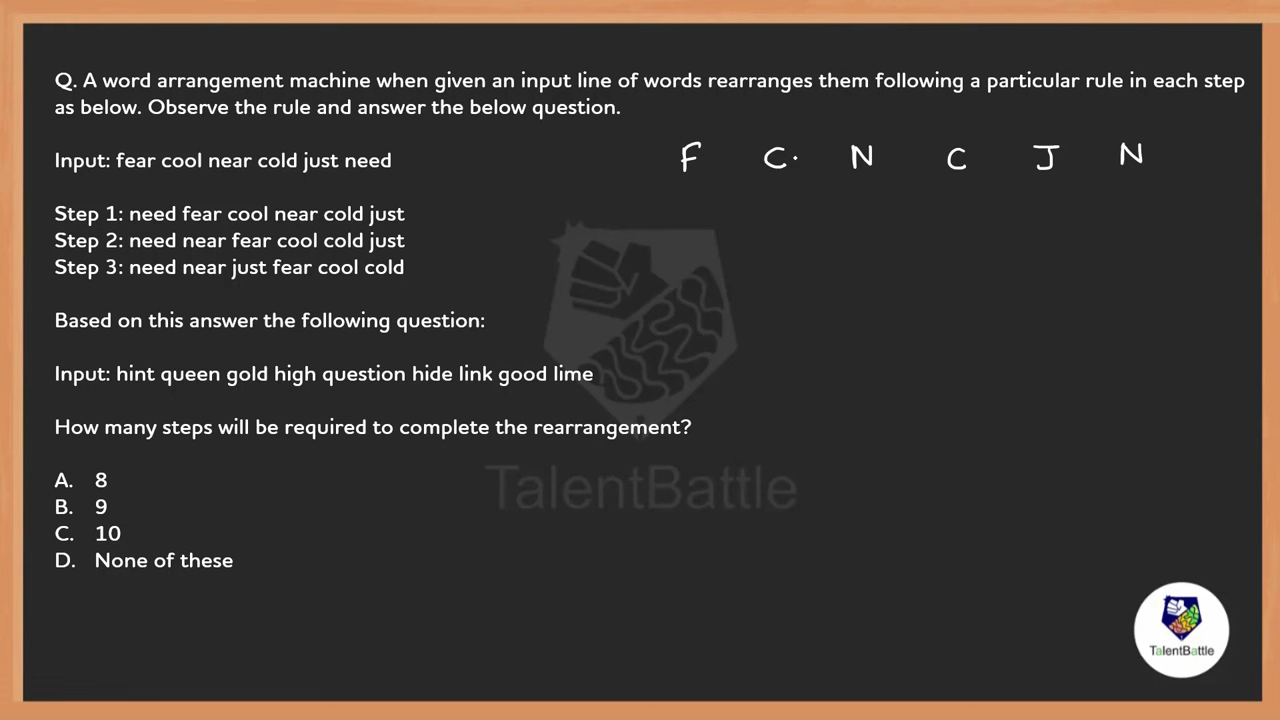 Q. A word arrangement machine when given an input line of words rearranges them following a particular rule in each step
as below. Observe the rule and answer the below question.
Input: fear cool near cold just need
F C. N C J N
Step 1: need fear cool near cold just
Step 2: need near fear cool cold just
Step 3: need near just fear cool cold
Based on this answer the following question:
Input: hint queen gold high question hide link good lime
How many steps will be required to complete the rearrangement?
A. 8
B. 9
C. 10
D. None of these
TalentBattle
TalentBattle